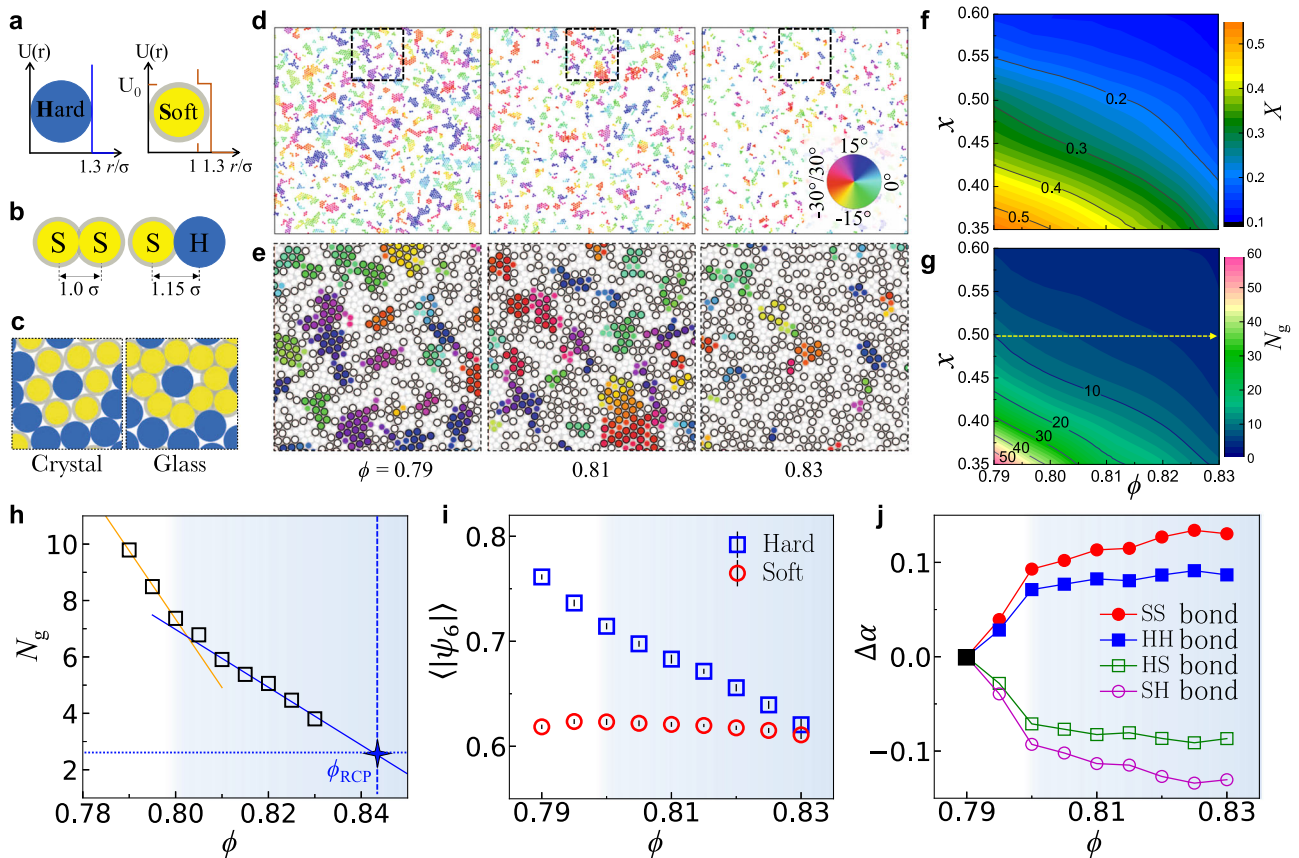 a
U(r)
Hard
1.3 r/σ
U(r)
U0
Soft
1 1.3 r/σ
b
S S S H
1.0 σ
1.15 σ
c
Crystal
Glass
d
15°
-30°/30°
0°
-15°
e
ϕ = 0.79
0.81
0.83
f
0.60
0.55
0.50
0.45
0.40
0.35
x
0.2
0.3
0.4
0.5
0.5
0.4
0.3
0.2
0.1
X
g
0.60
0.55
0.50
0.45
0.40
0.35
x
10
20
30
40
50
0.79 0.80 0.81 0.82 0.83
ϕ
60
50
40
30
20
10
0
Ng
h
10
8
6
4
2
Ng
ϕRCP
0.78 0.80 0.82 0.84
ϕ
i
0.8
0.7
0.6
⟨|ψ6|⟩
Hard
Soft
0.79 0.81 0.83
ϕ
j
0.1
0.0
−0.1
Δα
SS bond
HH bond
HS bond
SH bond
0.79 0.81 0.83
ϕ